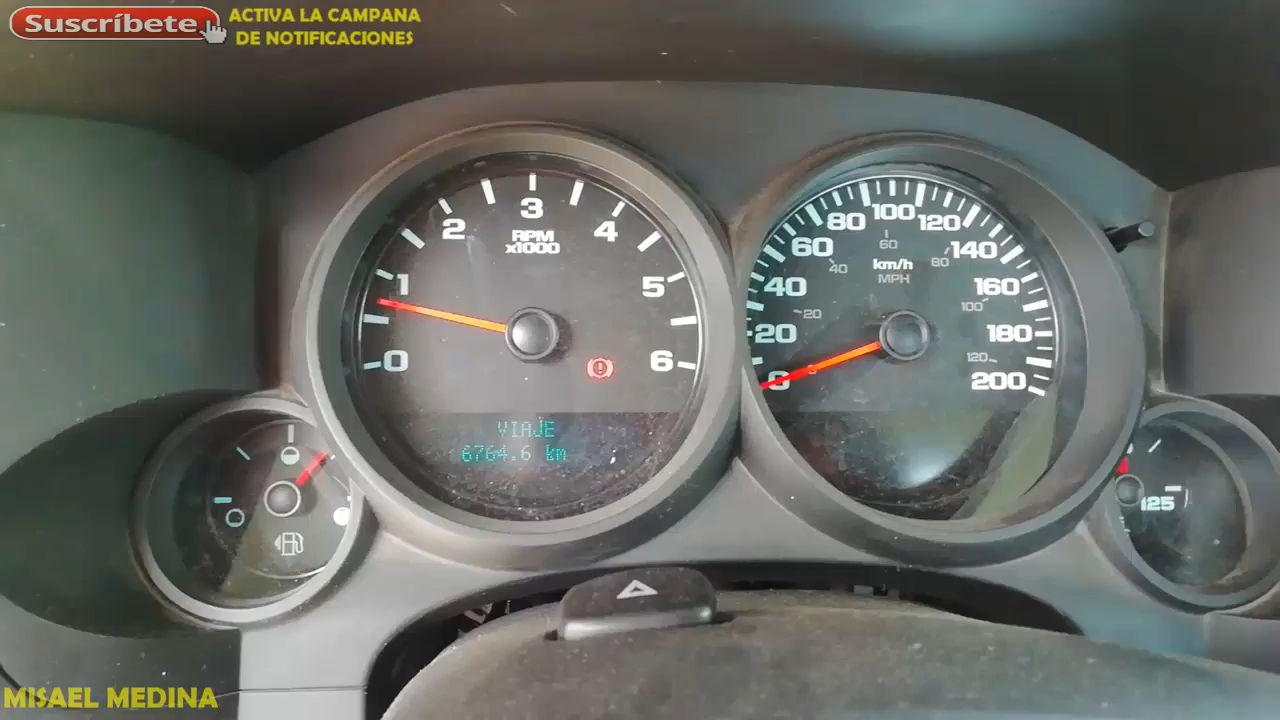 Suscríbete
ACTIVA LA CAMPANA
DE NOTIFICACIONES
0
1
2
3
4
5
6
RPM
x1000
VIAJE
6764.6 km
0
20
40
60
80
100
120
140
160
180
200
20
40
60
80
100
120
km/h
MPH
125
MISAEL MEDINA